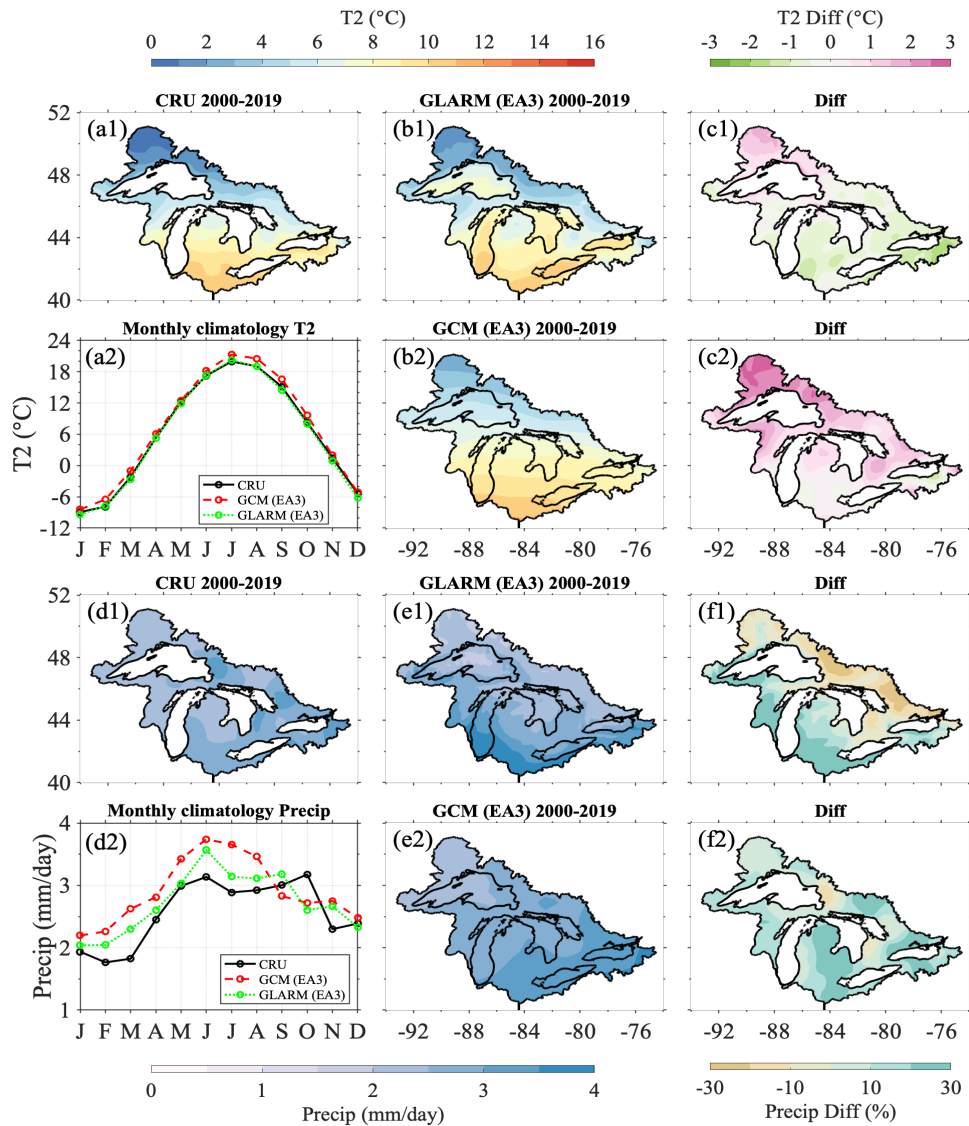 T2 (°C) T2 Diff (°C)
0 2 4 6 8 10 12 14 16 -3 -2 -1 0 1 2 3
CRU 2000-2019 GLARM (EA3) 2000-2019 Diff
52 (a1) (b1) (c1)
48
44
40
Monthly climatology T2 GCM (EA3) 2000-2019 Diff
24 (a2) (b2) (c2)
18
12
6
0
-6
-12
T2 (°C)
CRU
GCM (EA3)
GLARM (EA3)
J F M A M J J A S O N D -92 -88 -84 -80 -76 -92 -88 -84 -80 -76
CRU 2000-2019 GLARM (EA3) 2000-2019 Diff
52 (d1) (e1) (f1)
48
44
40
Monthly climatology Precip GCM (EA3) 2000-2019 Diff
4 (d2) (e2) (f2)
3
2
1
Precip (mm/day)
CRU
GCM (EA3)
GLARM (EA3)
J F M A M J J A S O N D -92 -88 -84 -80 -76 -92 -88 -84 -80 -76
0 1 2 3 4 -30 -10 10 30
Precip (mm/day) Precip Diff (%)